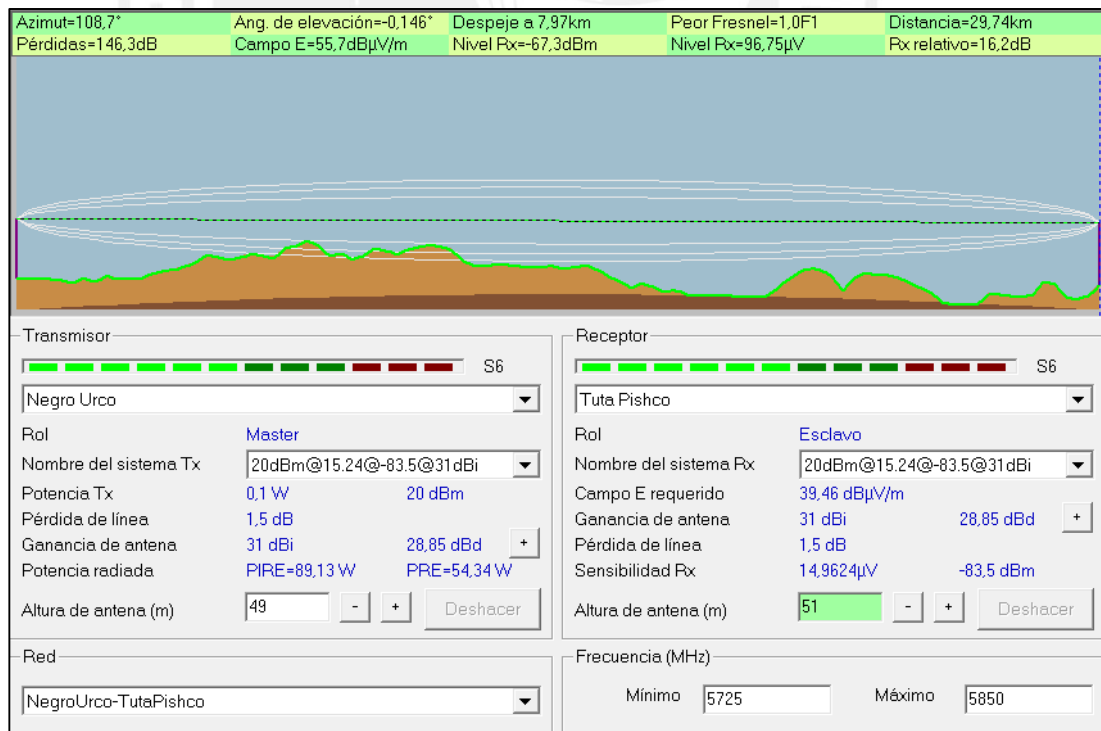 Azimut=108,7° Ang. de elevación=-0,146° Despeje a 7,97km Peor Fresnel=1,0F1 Distancia=29,74km
Pérdidas=146,3dB Campo E=55,7dBµV/m Nivel Rx=-67,3dBm Nivel Rx=96,75µV Rx relativo=16,2dB
Transmisor
S6
Negro Urco
Rol Master
Nombre del sistema Tx 20dBm@15.24@-83.5@31dBi
Potencia Tx 0,1 W 20 dBm
Pérdida de línea 1,5 dB
Ganancia de antena 31 dBi 28,85 dBd +
Potencia radiada PIRE=89,13 W PRE=54,34 W
Altura de antena (m) 49 - + Deshacer
Receptor
S6
Tuta Pishco
Rol Esclavo
Nombre del sistema Rx 20dBm@15.24@-83.5@31dBi
Campo E requerido 39,46 dBµV/m
Ganancia de antena 31 dBi 28,85 dBd +
Pérdida de línea 1,5 dB
Sensibilidad Rx 14,9624µV -83,5 dBm
Altura de antena (m) 51 - + Deshacer
Red
NegroUrco-TutaPishco
Frecuencia (MHz)
Mínimo 5725 Máximo 5850